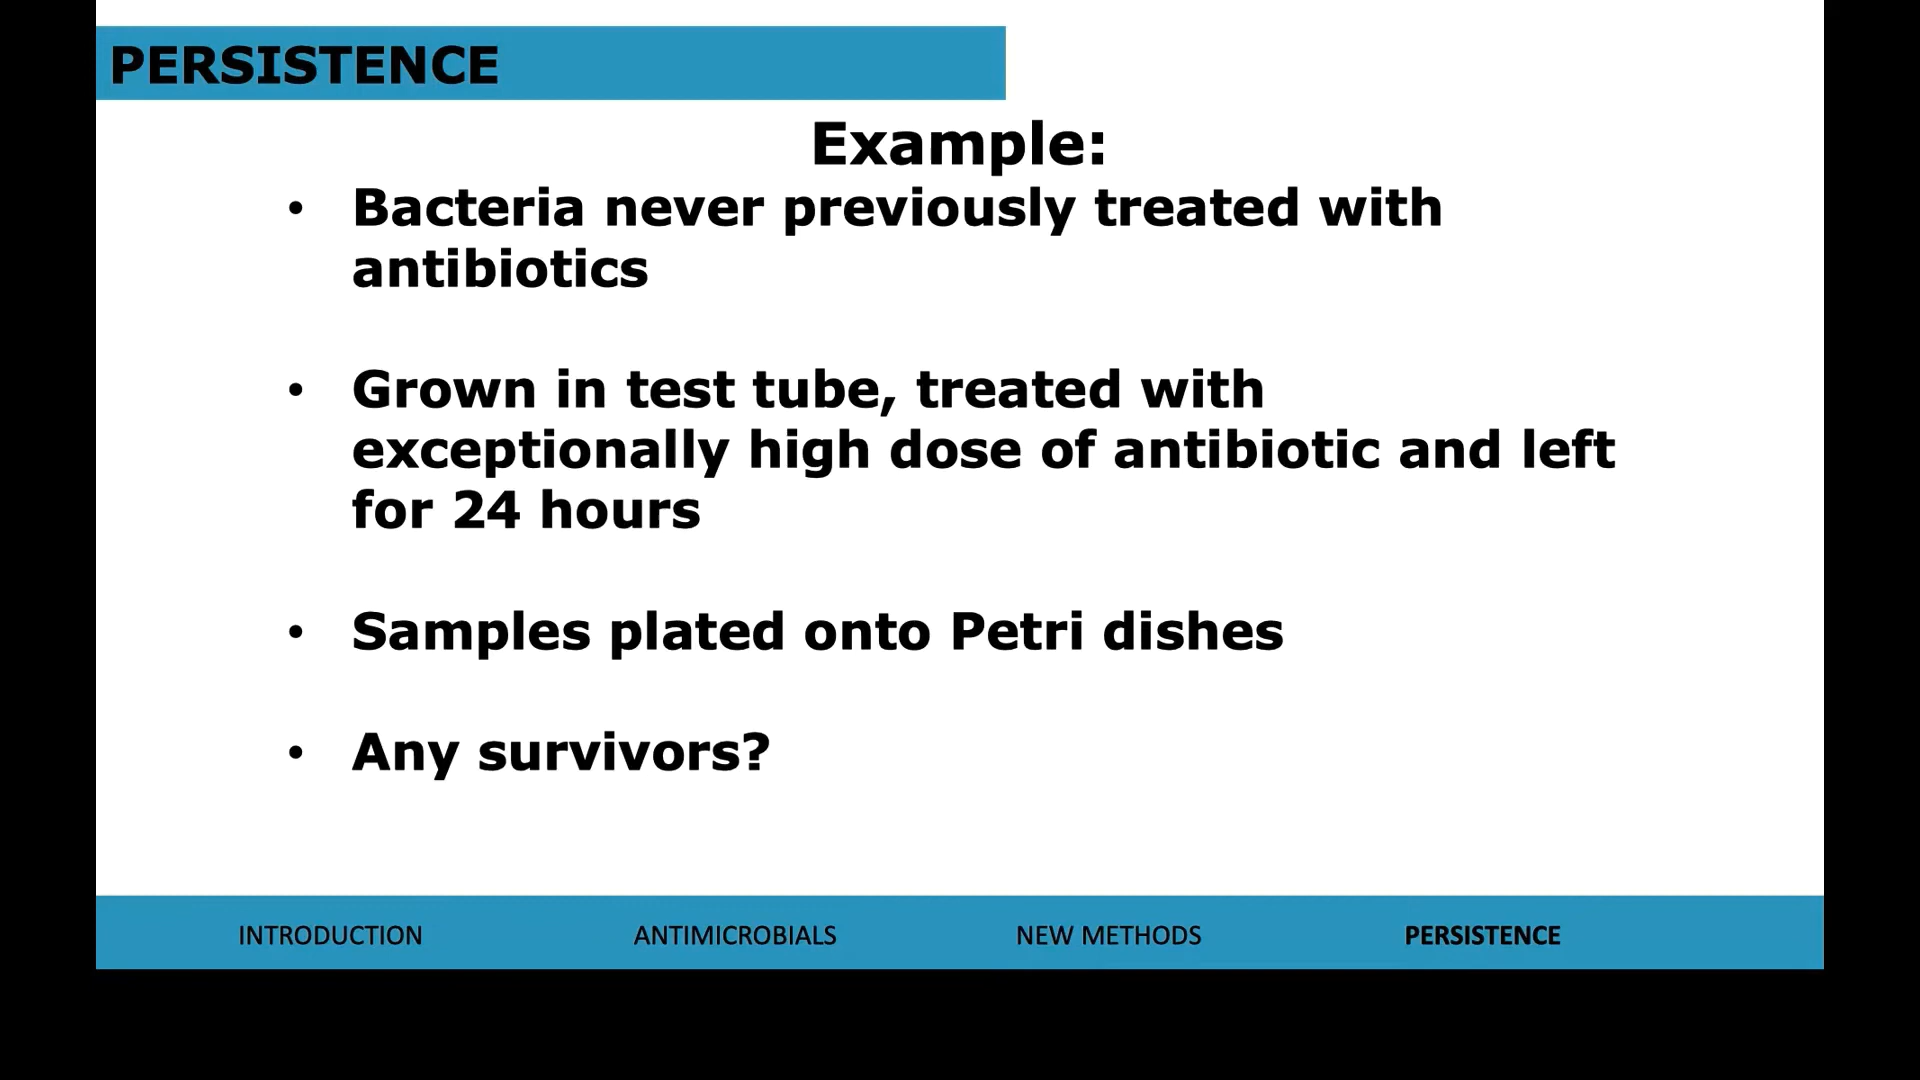 PERSISTENCE
Example:
• Bacteria never previously treated with
antibiotics
• Grown in test tube, treated with
exceptionally high dose of antibiotic and left
for 24 hours
• Samples plated onto Petri dishes
• Any survivors?
INTRODUCTION ANTIMICROBIALS NEW METHODS PERSISTENCE